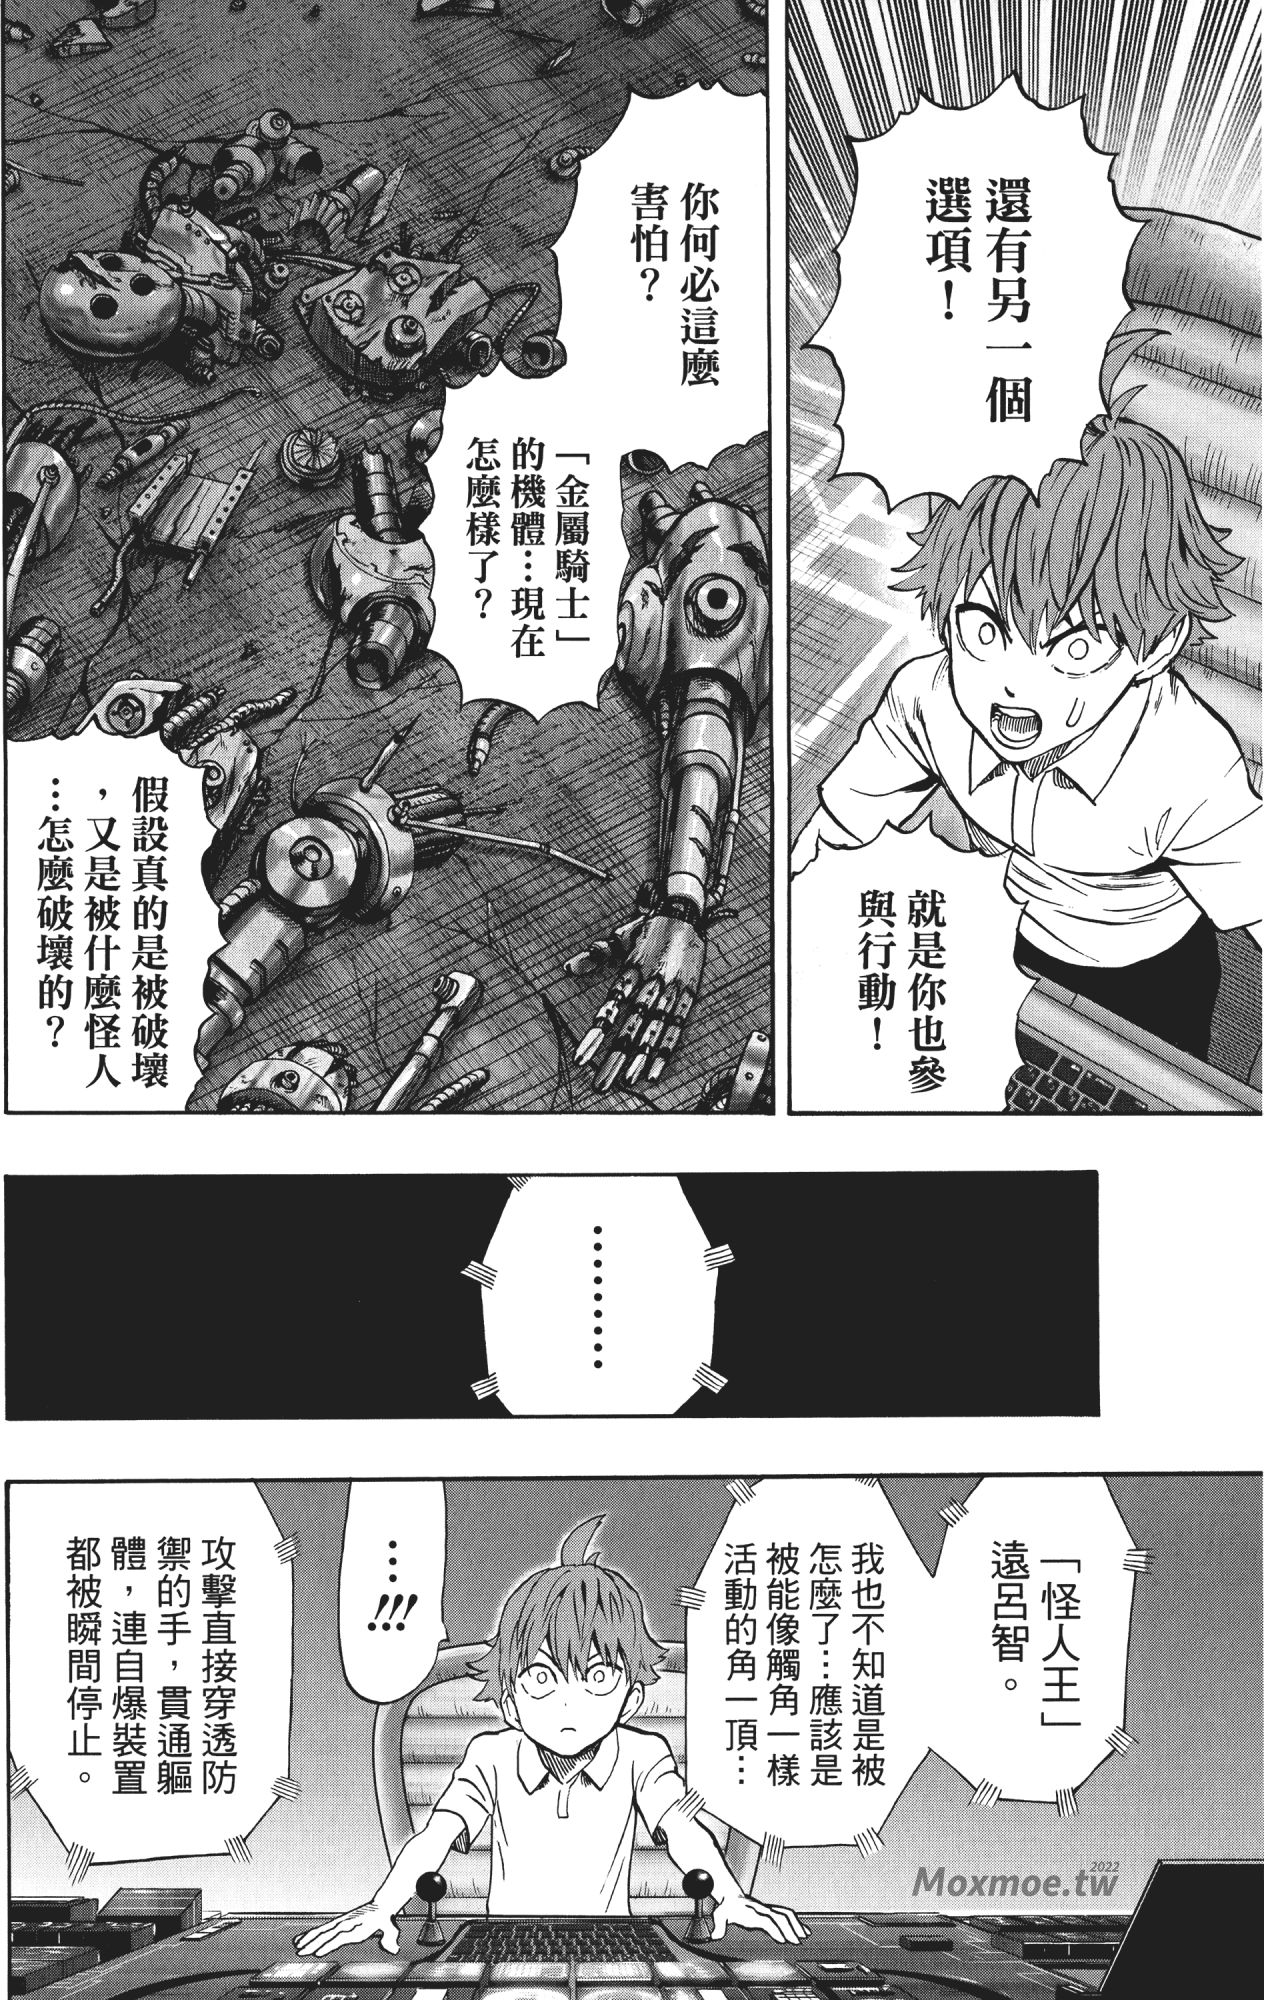 還有另一個
選項！
就是你也參
與行動！
你何必這麼
害怕？
「金屬騎士」
的機體…現在
怎麼樣了？
假設真的是被破壞
，又是被什麼怪人
…怎麼破壞的？
………
「怪人王」
遠呂智。
我也不知道是被
怎麼了…應該是
被能像觸角一樣
活動的角一頂…
…!!!
攻擊直接穿透防
禦的手，貫通軀
體，連自爆裝置
都被瞬間停止。
Moxmoe.tw
2022